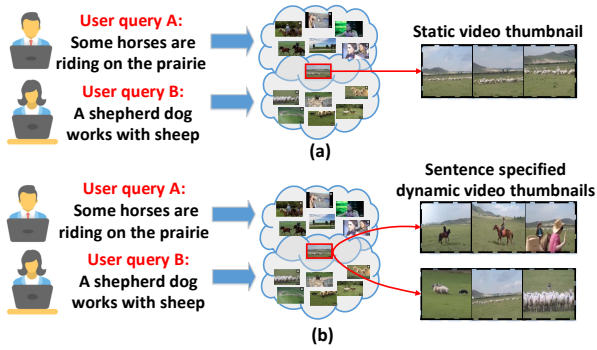 User query A:
Some horses are
riding on the prairie
User query B:
A shepherd dog
works with sheep
Static video thumbnail
(a)
User query A:
Some horses are
riding on the prairie
User query B:
A shepherd dog
works with sheep
Sentence specified
dynamic video thumbnails
(b)